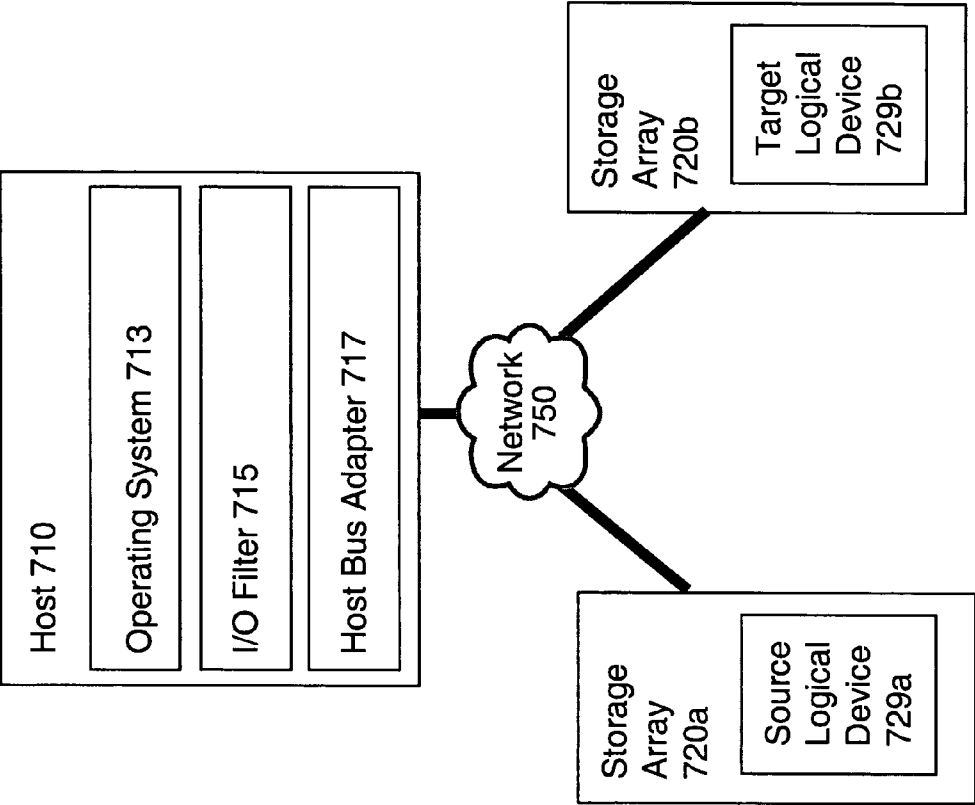 Host 710
Operating System 713
I/O Filter 715
Host Bus Adapter 717
Network
750
Storage
Array
720a
Source
Logical
Device
729a
Storage
Array
720b
Target
Logical
Device
729b